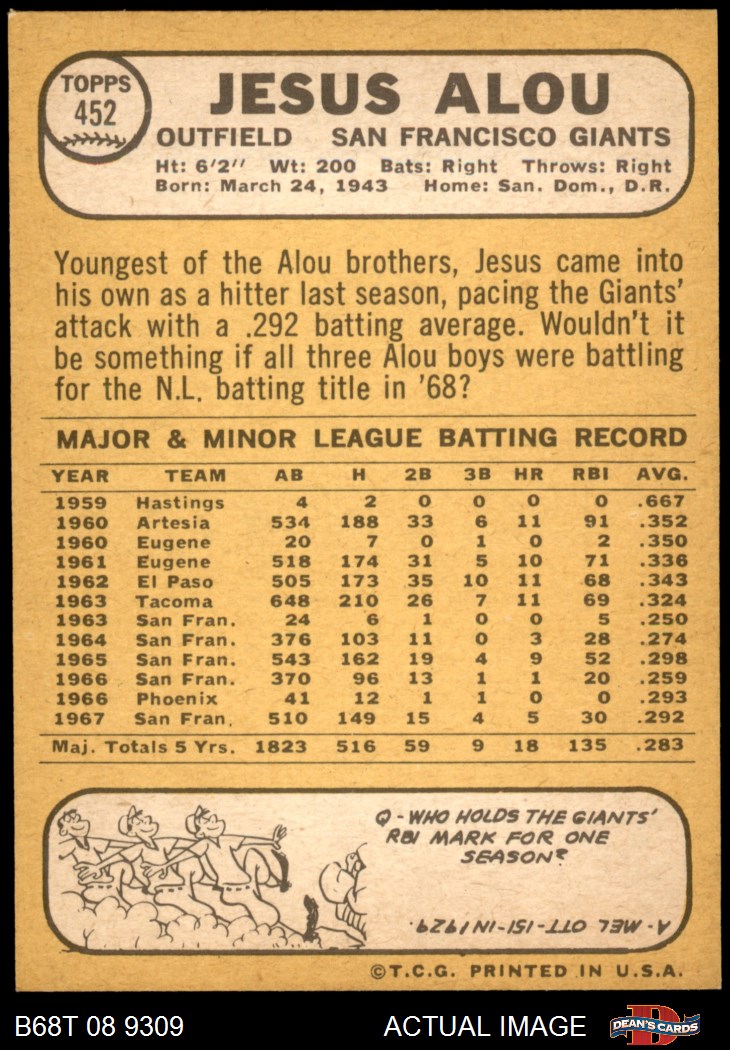 TOPPS
452
JESUS ALOU
OUTFIELD SAN FRANCISCO GIANTS
Ht: 6'2" Wt: 200 Bats: Right Throws: Right
Born: March 24, 1943 Home: San. Dom., D.R.
Youngest of the Alou brothers, Jesus came into
his own as a hitter last season, pacing the Giants'
attack with a .292 batting average. Wouldn't it
be something if all three Alou boys were battling
for the N.L. batting title in '68?
MAJOR & MINOR LEAGUE BATTING RECORD
YEAR TEAM AB H 2B 3B HR RBI AVG.
1959 Hastings 4 2 0 0 0 0 .667
1960 Artesia 534 188 33 6 11 91 .352
1960 Eugene 20 7 0 1 0 2 .350
1961 Eugene 518 174 31 5 10 71 .336
1962 El Paso 505 173 35 10 11 68 .343
1963 Tacoma 648 210 26 7 11 69 .324
1963 San Fran. 24 6 1 0 0 5 .250
1964 San Fran. 376 103 11 0 3 28 .274
1965 San Fran. 543 162 19 4 9 52 .298
1966 San Fran. 370 96 13 1 1 20 .259
1966 Phoenix 41 12 1 1 0 0 .293
1967 San Fran. 510 149 15 4 5 30 .292
Maj. Totals 5 Yrs. 1823 516 59 9 18 135 .283
Q - WHO HOLDS THE GIANTS'
RBI MARK FOR ONE
SEASON?
A - MEL OTT - 151 - IN 1929.
©T.C.G. PRINTED IN U.S.A.
B68T 08 9309 ACTUAL IMAGE
D
DEAN'S CARDS